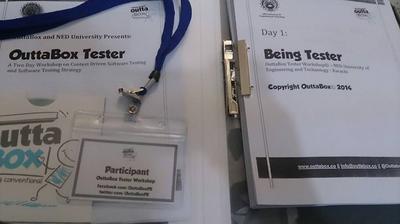 OuttaBox and NED University Presents:
OuttaBox Tester
A Two Day Workshop on Context Driven Software Testing
and Software Testing Strategy
outta
BOX
being conventional
Participant
OuttaBox Tester Workshop
facebook.com/OuttaBoxPK
twitter.com/OuttaBoxPK
Day 1:
Being Tester
OuttaBox Tester Workshop - NED University of
Engineering and Technology - Karachi
Copyright OuttaBox 2014
www.outtabox.co || info@outtabox.co ||